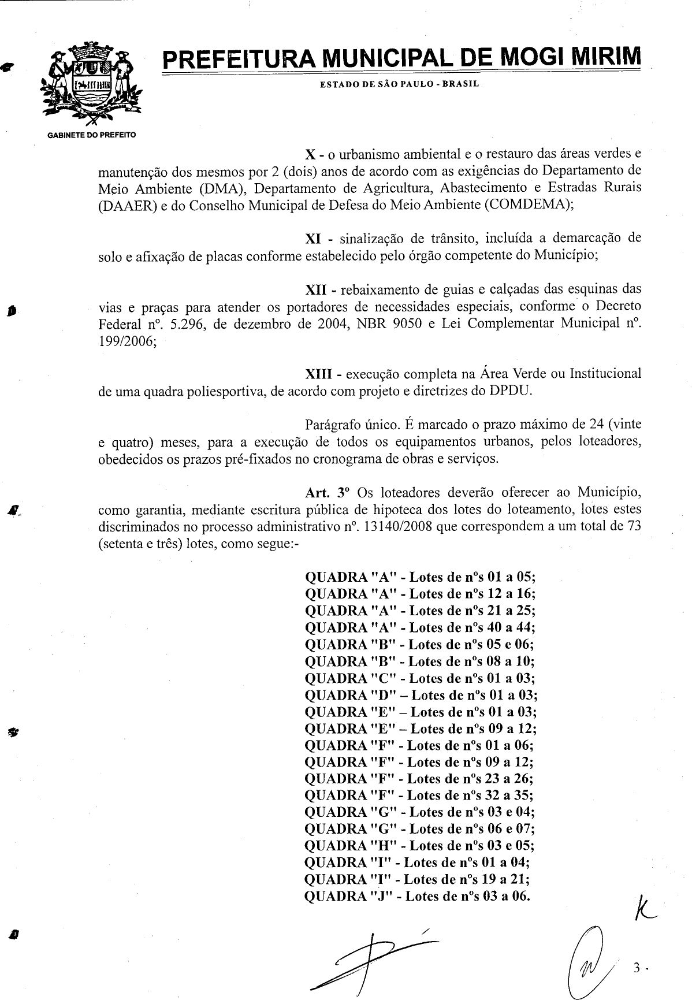 PREFEITURA MUNICIPAL DE MOGI MIRIM
ESTADO DE SÃO PAULO - BRASIL
GABINETE DO PREFEITO
X - o urbanismo ambiental e o restauro das áreas verdes e
manutenção dos mesmos por 2 (dois) anos de acordo com as exigências do Departamento de
Meio Ambiente (DMA), Departamento de Agricultura, Abastecimento e Estradas Rurais
(DAAER) e do Conselho Municipal de Defesa do Meio Ambiente (COMDEMA);
XI - sinalização de trânsito, incluída a demarcação de
solo e afixação de placas conforme estabelecido pelo órgão competente do Município;
XII - rebaixamento de guias e calçadas das esquinas das
vias e praças para atender os portadores de necessidades especiais, conforme o Decreto
Federal nº. 5.296, de dezembro de 2004, NBR 9050 e Lei Complementar Municipal nº.
199/2006;
XIII - execução completa na Área Verde ou Institucional
de uma quadra poliesportiva, de acordo com projeto e diretrizes do DPDU.
Parágrafo único. É marcado o prazo máximo de 24 (vinte
e quatro) meses, para a execução de todos os equipamentos urbanos, pelos loteadores,
obedecidos os prazos pré-fixados no cronograma de obras e serviços.
Art. 3º Os loteadores deverão oferecer ao Município,
como garantia, mediante escritura pública de hipoteca dos lotes do loteamento, lotes estes
discriminados no processo administrativo nº. 13140/2008 que correspondem a um total de 73
(setenta e três) lotes, como segue:-
QUADRA "A" - Lotes de nºs 01 a 05;
QUADRA "A" - Lotes de nºs 12 a 16;
QUADRA "A" - Lotes de nºs 21 a 25;
QUADRA "A" - Lotes de nºs 40 a 44;
QUADRA "B" - Lotes de nºs 05 e 06;
QUADRA "B" - Lotes de nºs 08 a 10;
QUADRA "C" - Lotes de nºs 01 a 03;
QUADRA "D" – Lotes de nºs 01 a 03;
QUADRA "E" – Lotes de nºs 01 a 03;
QUADRA "E" – Lotes de nºs 09 a 12;
QUADRA "F" - Lotes de nºs 01 a 06;
QUADRA "F" - Lotes de nºs 09 a 12;
QUADRA "F" - Lotes de nºs 23 a 26;
QUADRA "F" - Lotes de nºs 32 a 35;
QUADRA "G" - Lotes de nºs 03 e 04;
QUADRA "G" - Lotes de nºs 06 e 07;
QUADRA "H" - Lotes de nºs 03 e 05;
QUADRA "I" - Lotes de nºs 01 a 04;
QUADRA "I" - Lotes de nºs 19 a 21;
QUADRA "J" - Lotes de nºs 03 a 06.
3 -